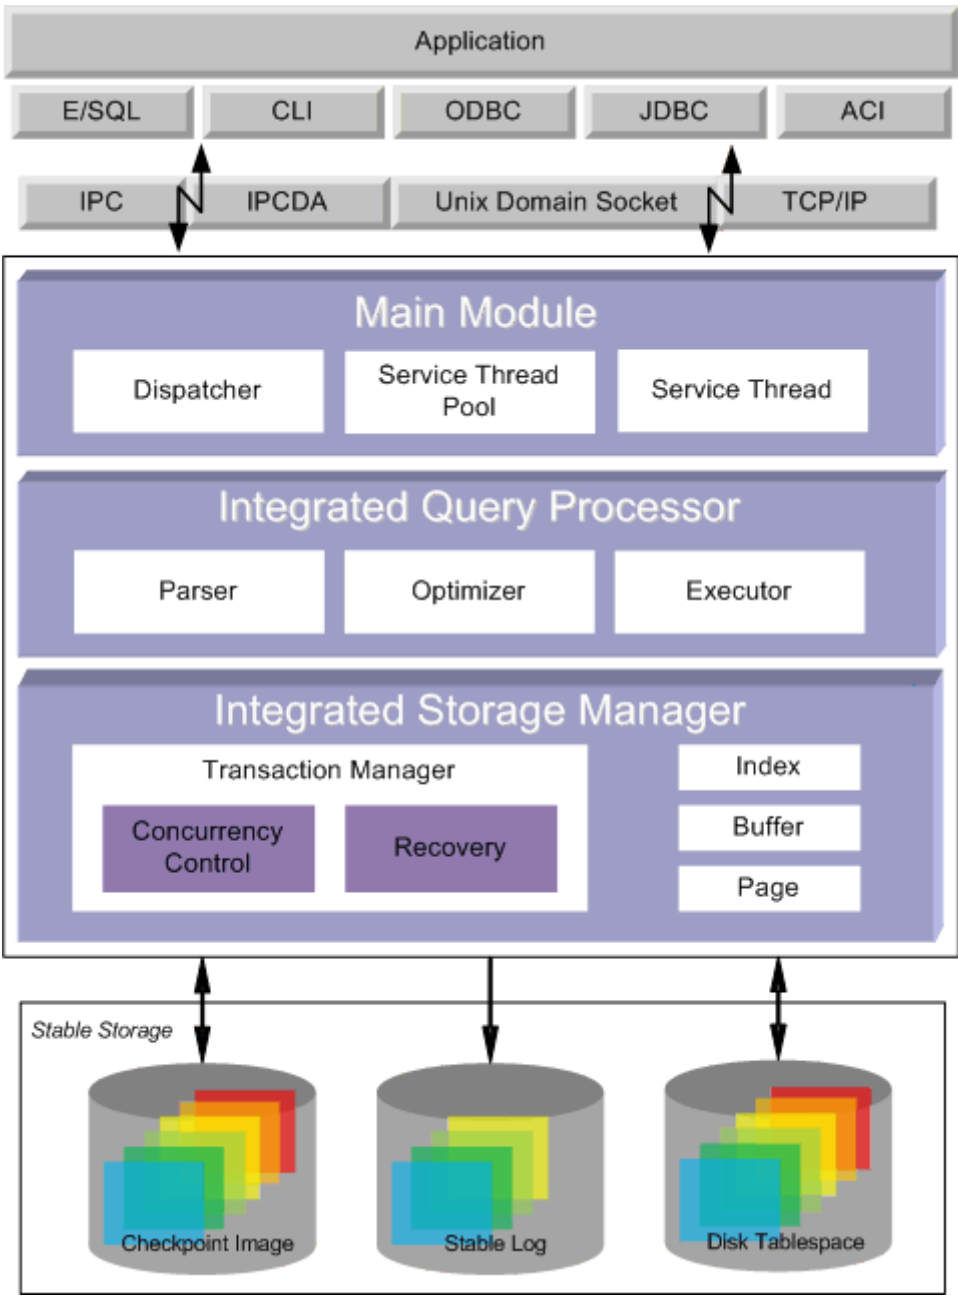 Application
E/SQL
CLI
ODBC
JDBC
ACI
IPC
IPCDA
Unix Domain Socket
TCP/IP
Main Module
Dispatcher
Service Thread
Pool
Service Thread
Integrated Query Processor
Parser
Optimizer
Executor
Integrated Storage Manager
Transaction Manager
Concurrency
Control
Recovery
Index
Buffer
Page
Stable Storage
Checkpoint Image
Stable Log
Disk Tablespace